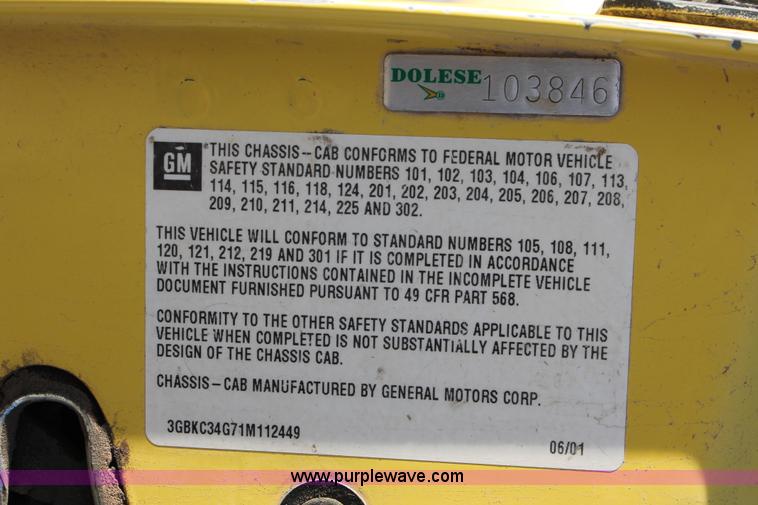 DOLESE 103846
GM
THIS CHASSIS-CAB CONFORMS TO FEDERAL MOTOR VEHICLE
SAFETY STANDARD NUMBERS 101, 102, 103, 104, 106, 107, 113,
114, 115, 116, 118, 124, 201, 202, 203, 204, 205, 206, 207, 208,
209, 210, 211, 214, 225 AND 302.
THIS VEHICLE WILL CONFORM TO STANDARD NUMBERS 105, 108, 111,
120, 121, 212, 219 AND 301 IF IT IS COMPLETED IN ACCORDANCE
WITH THE INSTRUCTIONS CONTAINED IN THE INCOMPLETE VEHICLE
DOCUMENT FURNISHED PURSUANT TO 49 CFR PART 568.
CONFORMITY TO THE OTHER SAFETY STANDARDS APPLICABLE TO THIS
VEHICLE WHEN COMPLETED IS NOT SUBSTANTIALLY AFFECTED BY THE
DESIGN OF THE CHASSIS CAB.
CHASSIS-CAB MANUFACTURED BY GENERAL MOTORS CORP.
3GBKC34G71M112449 06/01
www.purplewave.com